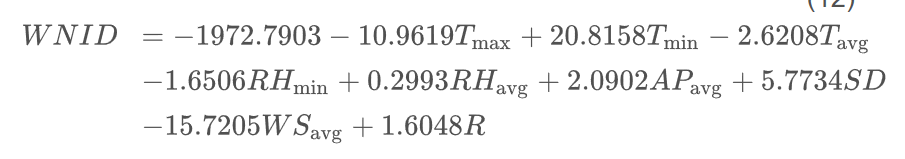 (12)
WNID = −1972.7903 − 10.9619T_max + 20.8158T_min − 2.6208T_avg
−1.6506RH_min + 0.2993RH_avg + 2.0902AP_avg + 5.7734SD
−15.7205WS_avg + 1.6048R